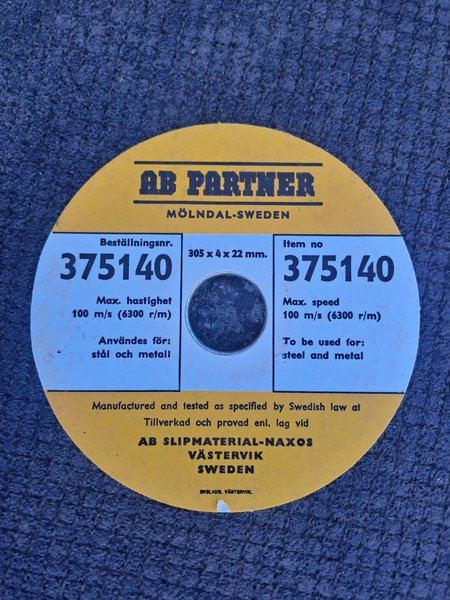 AB PARTNER
MÖLNDAL-SWEDEN
Beställningsnr.
375140
Max. hastighet
100 m/s (6300 r/m)
Användes för:
stål och metall
305 x 4 x 22 mm.
Item no
375140
Max. speed
100 m/s (6300 r/m)
To be used for:
steel and metal
Manufactured and tested as specified by Swedish law at
Tillverkad och provad enl. lag vid
AB SLIPMATERIAL-NAXOS
VÄSTERVIK
SWEDEN
VÄSTERVIK.